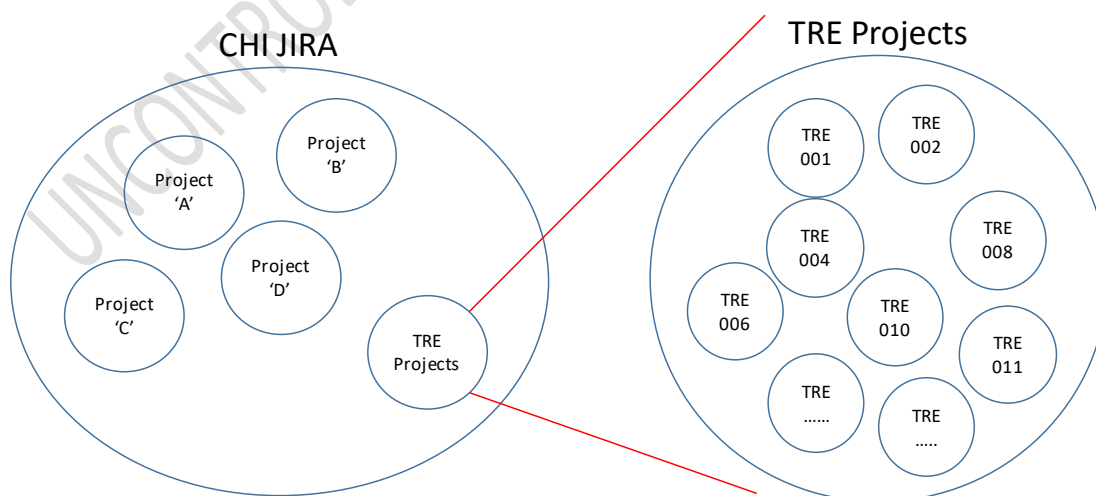 CHI JIRA
Project
‘A’
Project
‘B’
Project
‘C’
Project
‘D’
TRE
Projects
TRE Projects
TRE
001
TRE
002
TRE
004
TRE
008
TRE
006
TRE
010
TRE
011
TRE
......
TRE
.....